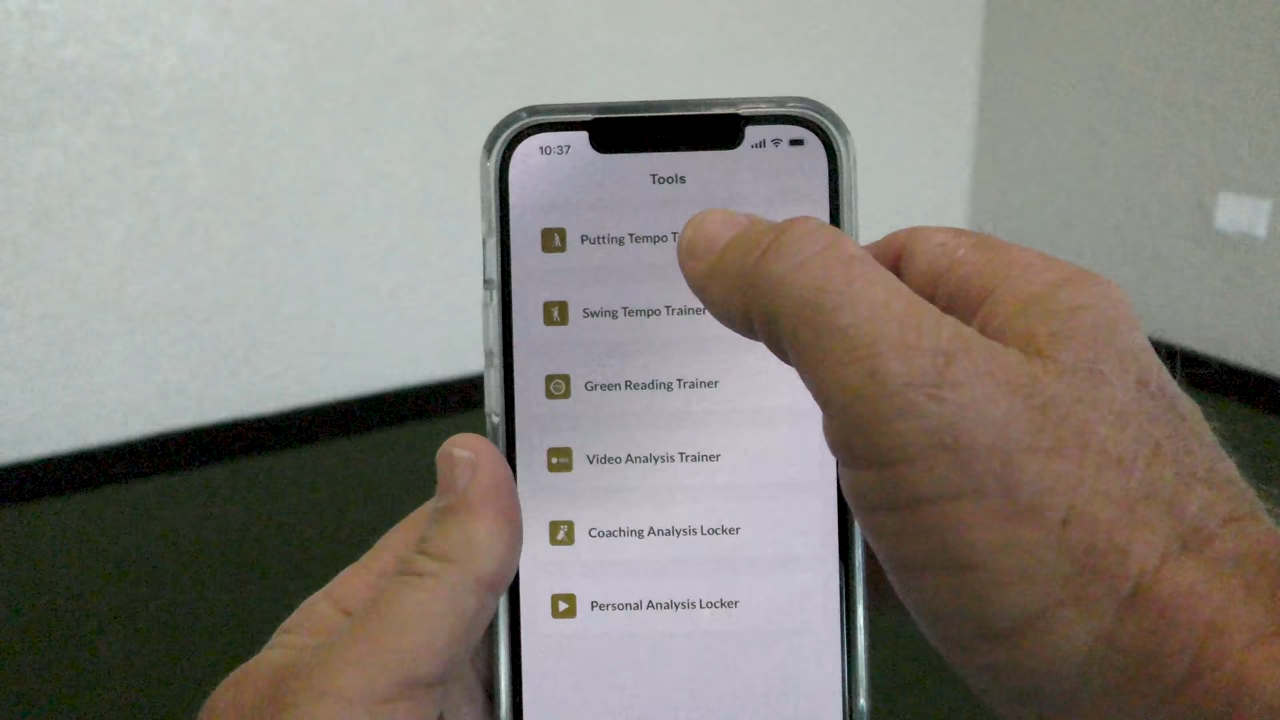 10:37
Tools
Putting Tempo T
Swing Tempo Trainer
Green Reading Trainer
Video Analysis Trainer
Coaching Analysis Locker
Personal Analysis Locker